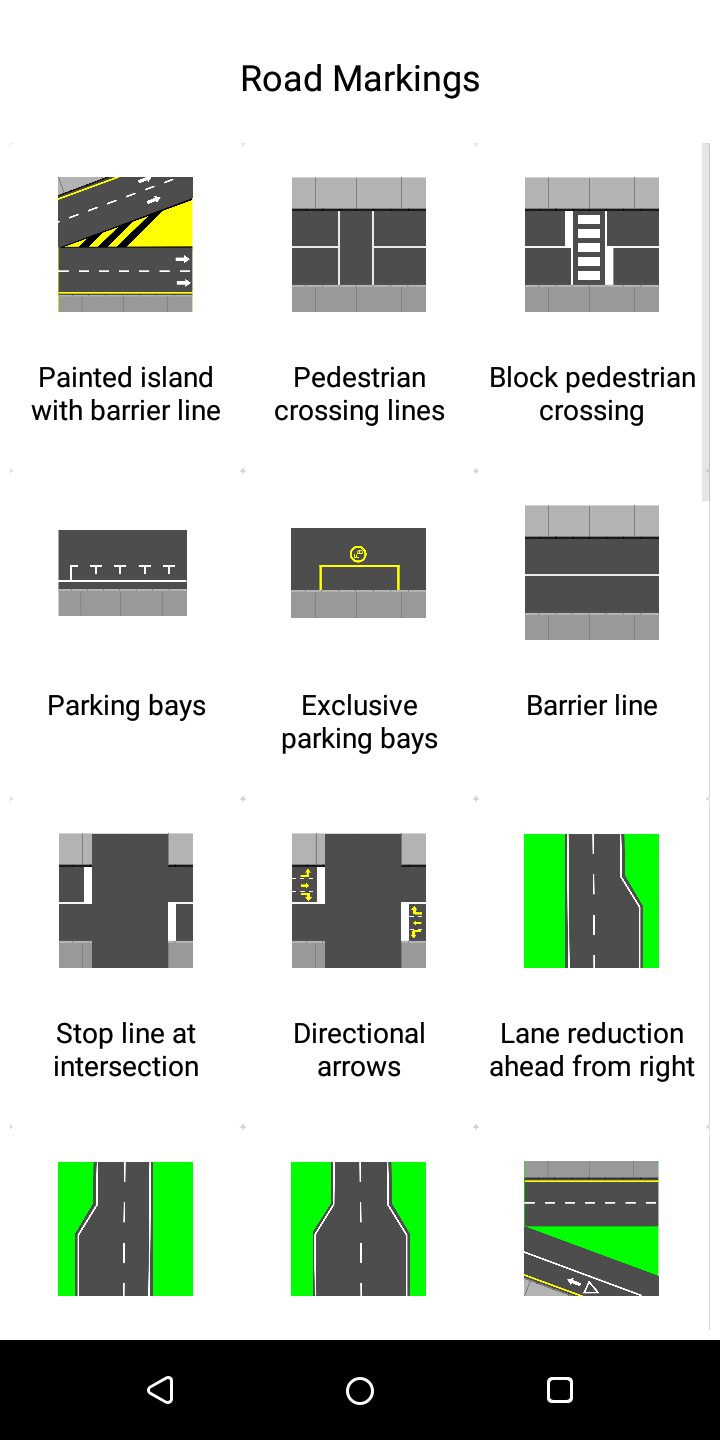 Road Markings
Painted island
with barrier line
Pedestrian
crossing lines
Block pedestrian
crossing
Parking bays
Exclusive
parking bays
Barrier line
Stop line at
intersection
Directional
arrows
Lane reduction
ahead from right